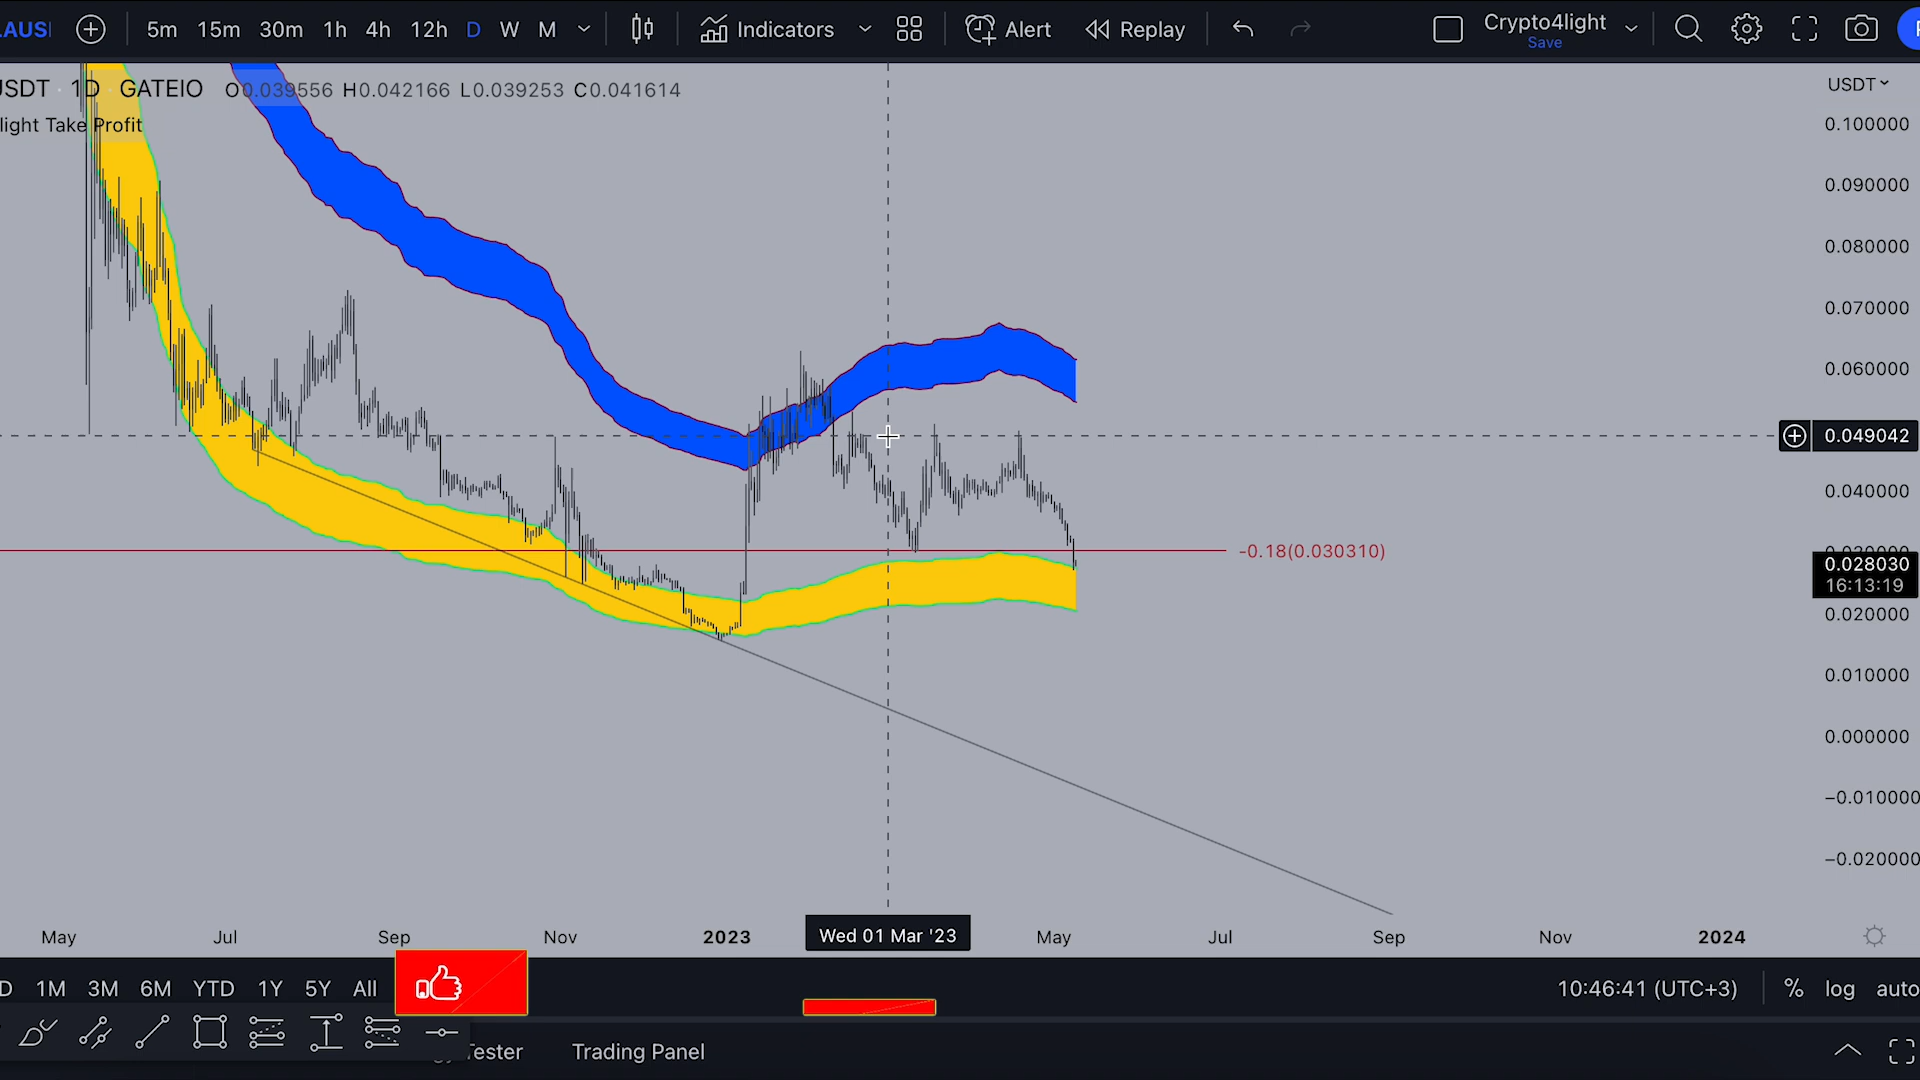 5m 15m 30m 1h 4h 12h D W M Indicators Alert Replay Crypto4light
Save
USDT 1D GATEIO O0.039556 H0.042166 L0.039253 C0.041614
light Take Profit
USDT
0.100000
0.090000
0.080000
0.070000
0.060000
0.049042
0.040000
-0.18(0.030310)
0.028030
16:13:19
0.020000
0.010000
0.000000
−0.010000
−0.020000
May Jul Sep Nov 2023 Wed 01 Mar '23 May Jul Sep Nov 2024
D 1M 3M 6M YTD 1Y 5Y All 10:46:41 (UTC+3) % log auto
Tester Trading Panel